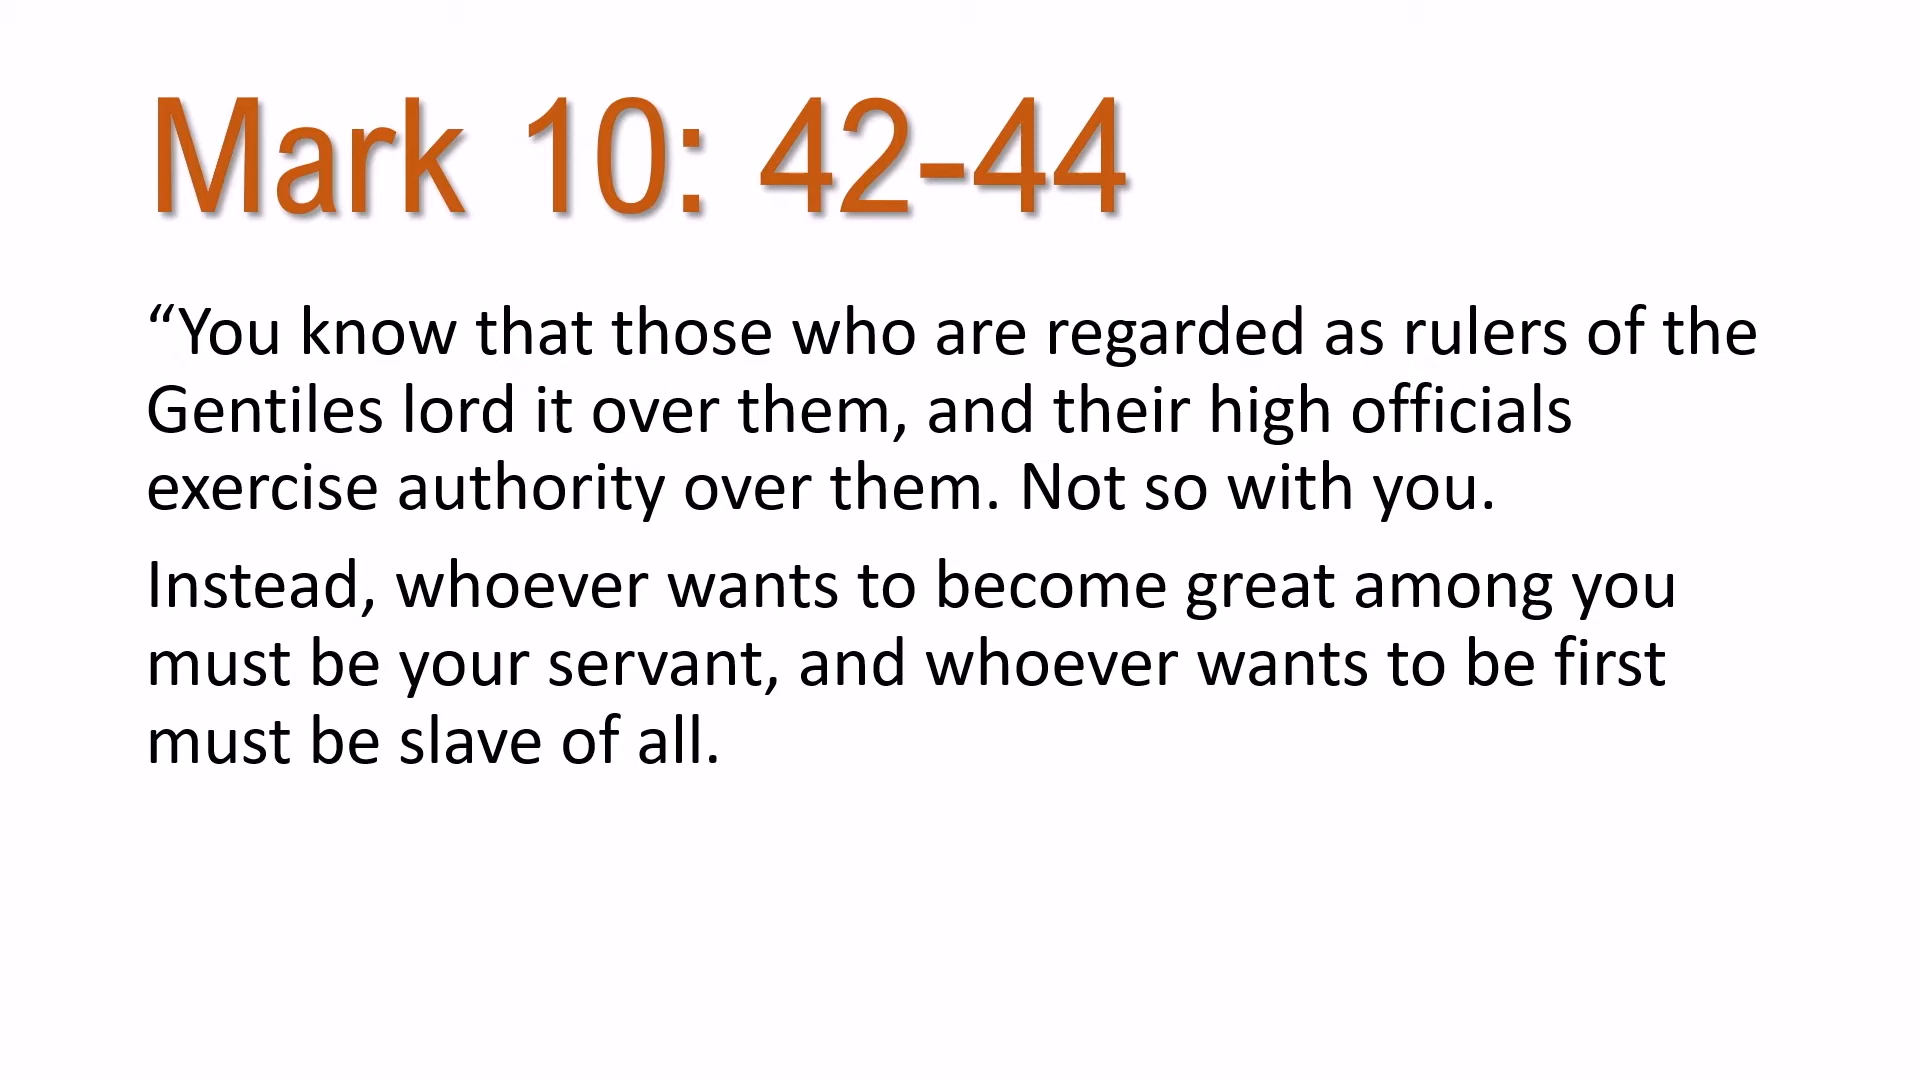 Mark 10: 42-44
“You know that those who are regarded as rulers of the
Gentiles lord it over them, and their high officials
exercise authority over them. Not so with you.
Instead, whoever wants to become great among you
must be your servant, and whoever wants to be first
must be slave of all.